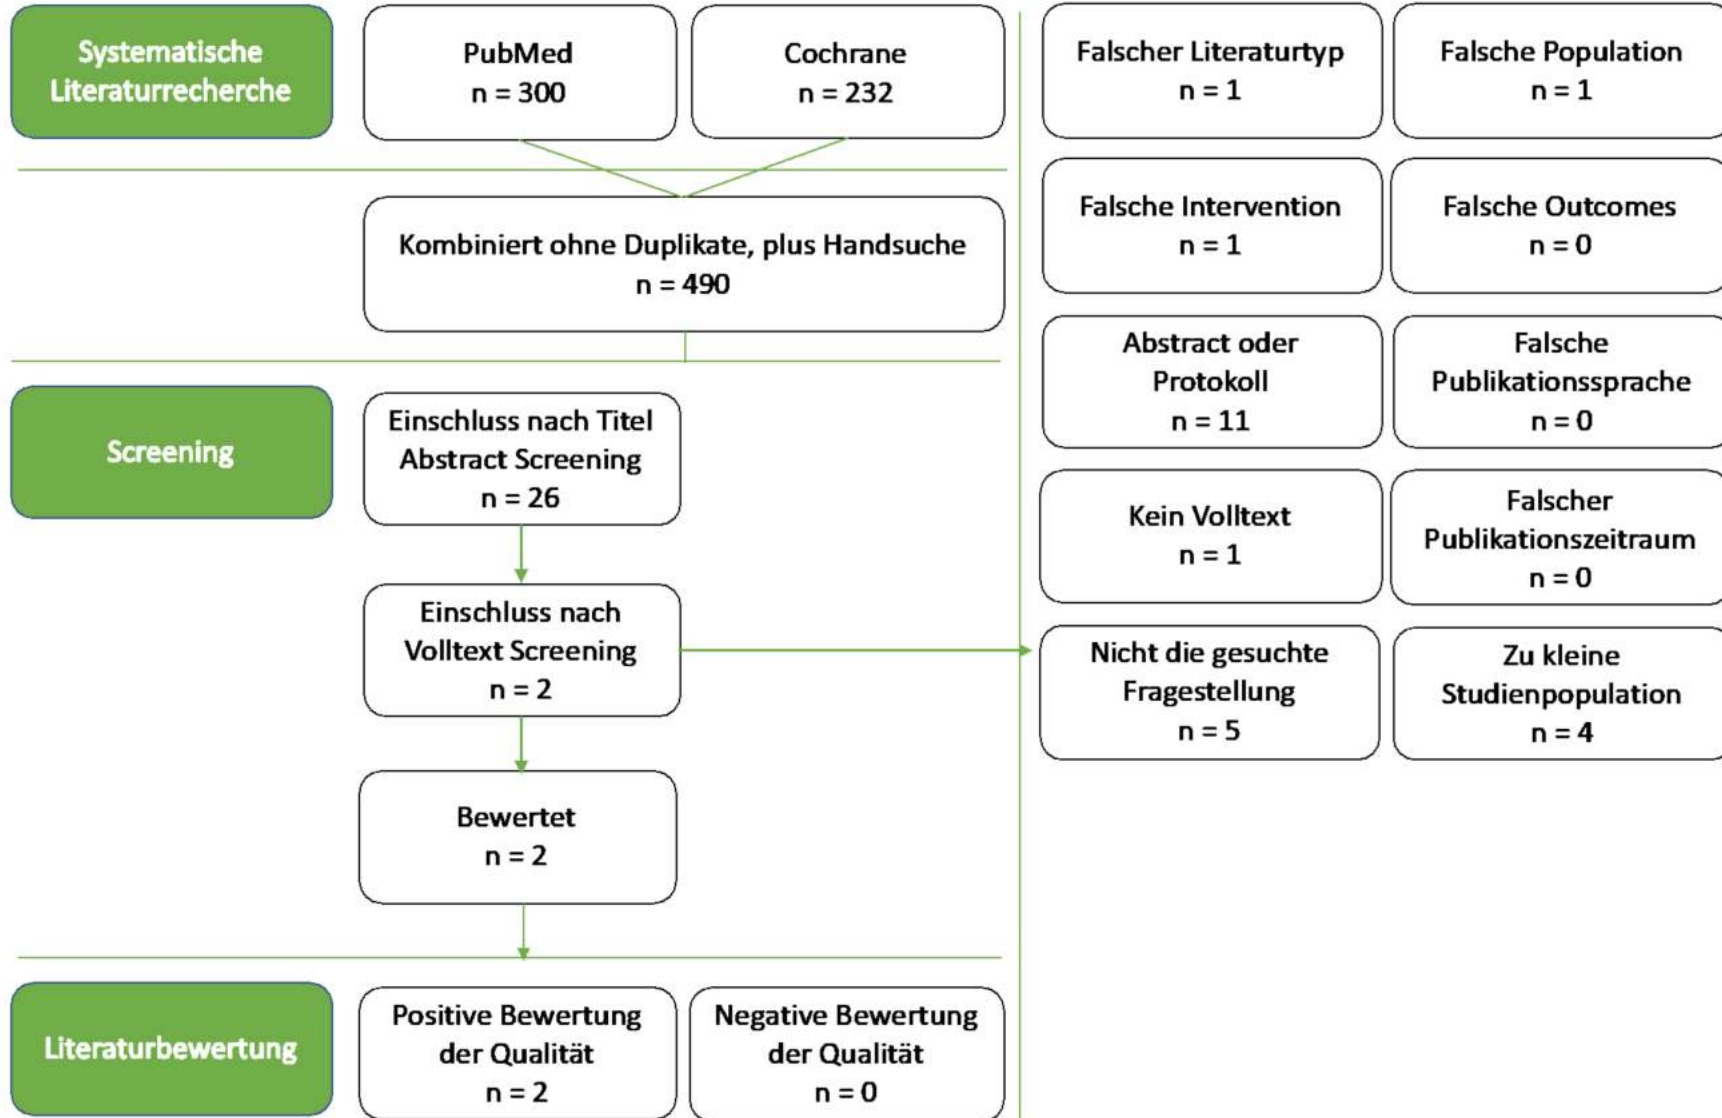 Systematische
Literaturrecherche
PubMed
n = 300
Cochrane
n = 232
Kombiniert ohne Duplikate, plus Handsuche
n = 490
Screening
Einschluss nach Titel
Abstract Screening
n = 26
Einschluss nach
Volltext Screening
n = 2
Bewertet
n = 2
Literaturbewertung
Positive Bewertung
der Qualität
n = 2
Negative Bewertung
der Qualität
n = 0
Falscher Literaturtyp
n = 1
Falsche Population
n = 1
Falsche Intervention
n = 1
Falsche Outcomes
n = 0
Abstract oder
Protokoll
n = 11
Falsche
Publikationssprache
n = 0
Kein Volltext
n = 1
Falscher
Publikationszeitraum
n = 0
Nicht die gesuchte
Fragestellung
n = 5
Zu kleine
Studienpopulation
n = 4